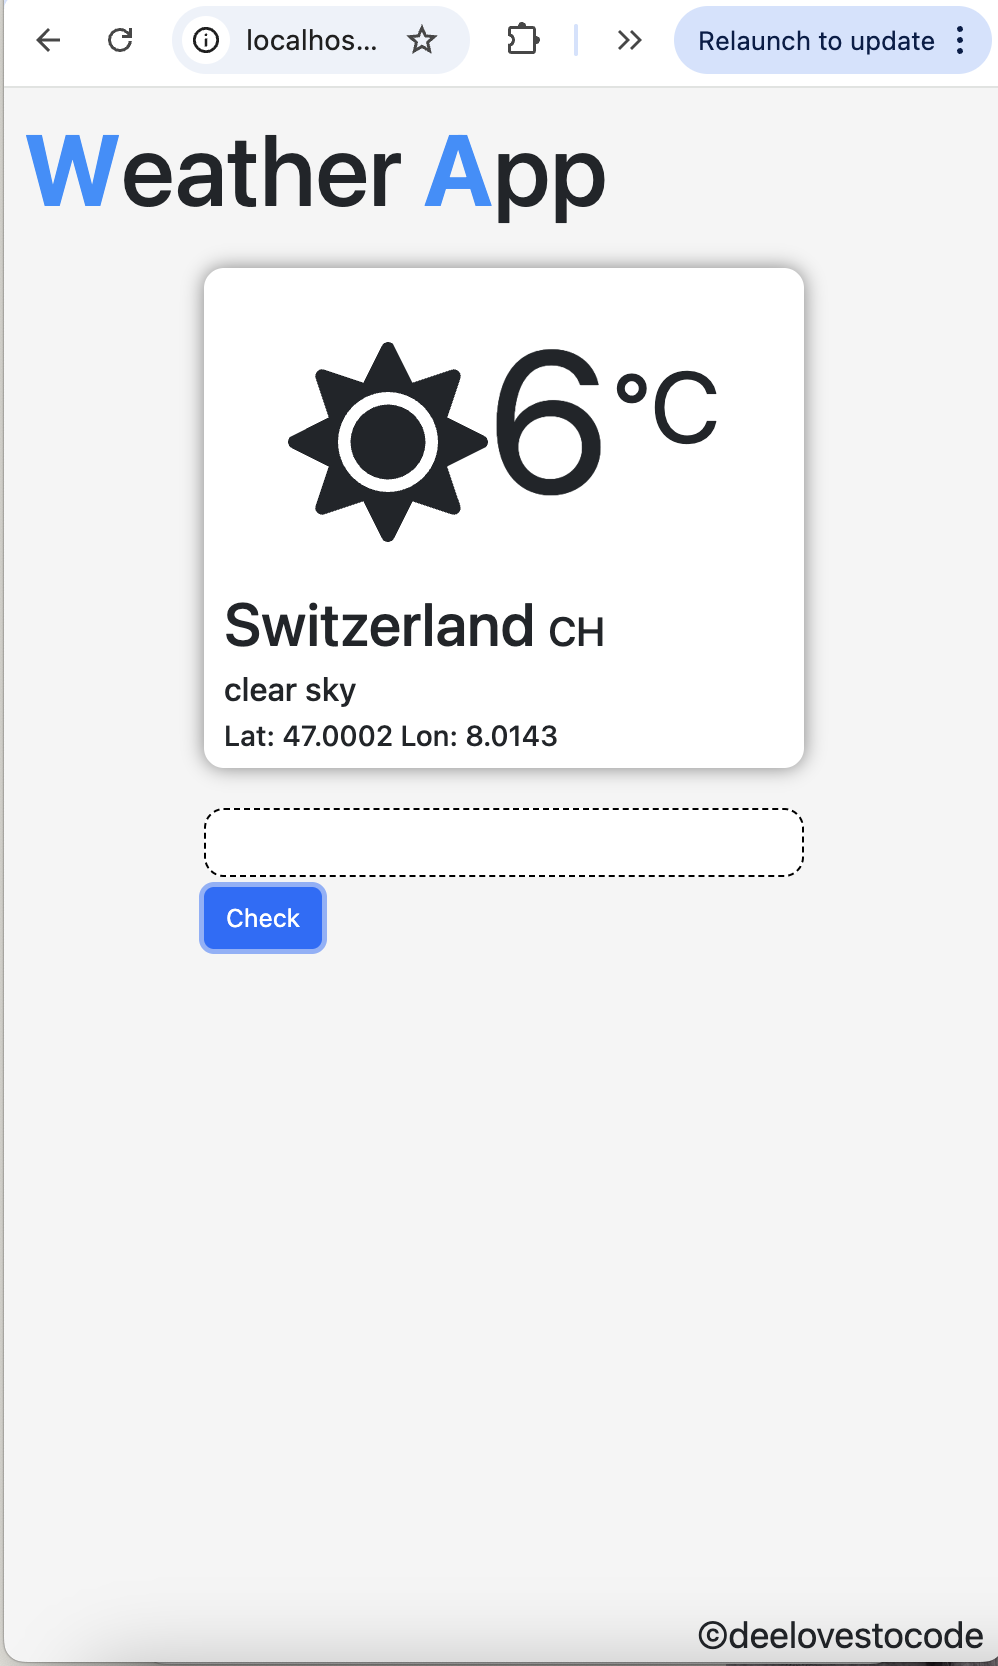 localhos...
Relaunch to update
Weather App
6 °C
Switzerland CH
clear sky
Lat: 47.0002 Lon: 8.0143
Check
©deelovestocode